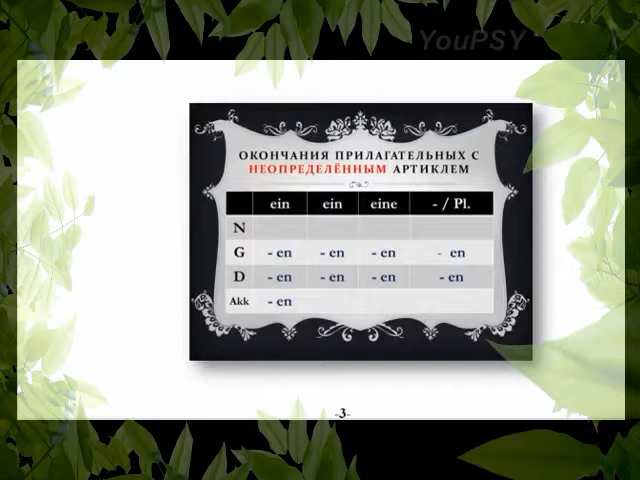 YouPSY
ОКОНЧАНИЯ ПРИЛАГАТЕЛЬНЫХ С
НЕОПРЕДЕЛЁННЫМ АРТИКЛЕМ
ein ein eine - / Pl.
N
G - en - en - en - en
D - en - en - en - en
Akk - en
-3-